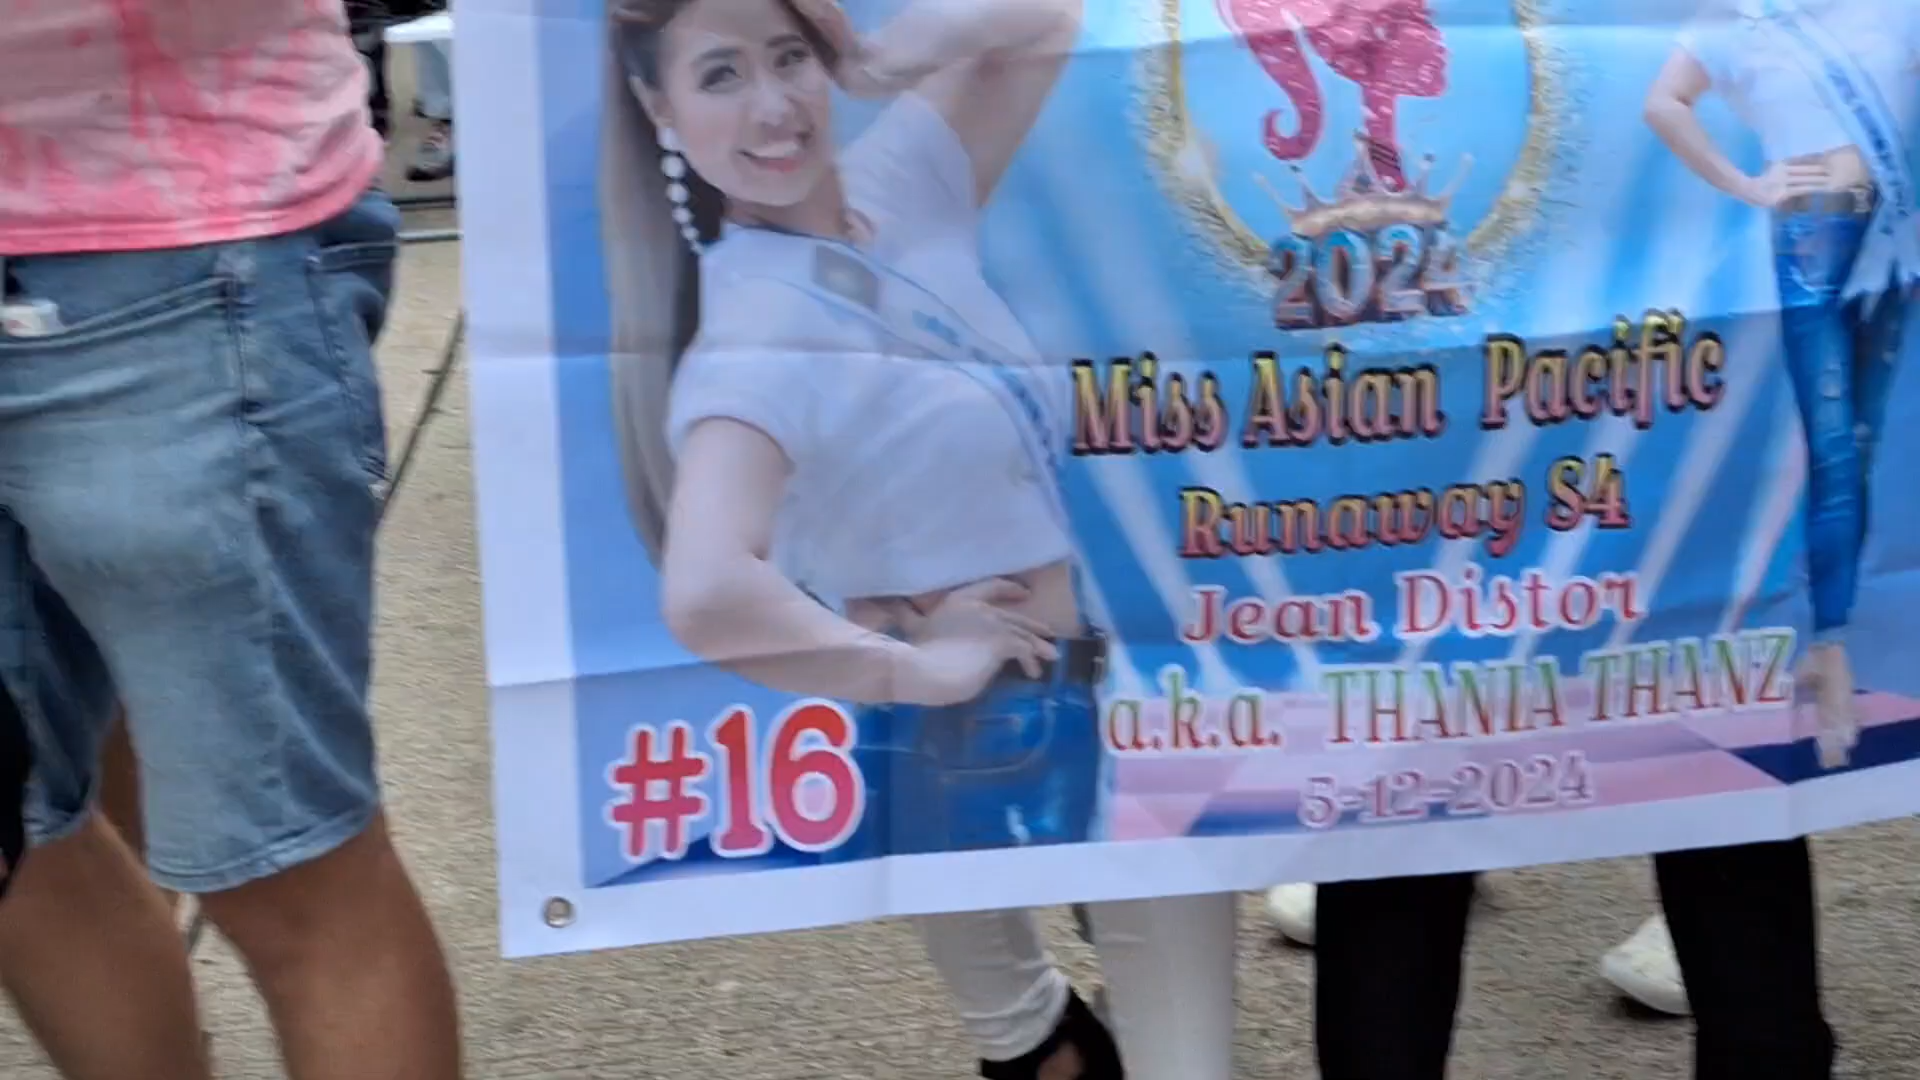 2024
Miss Asian Pacific
Runaway S4
Jean Distor
a.k.a. THANIA THANZ
#16
5-12-2024